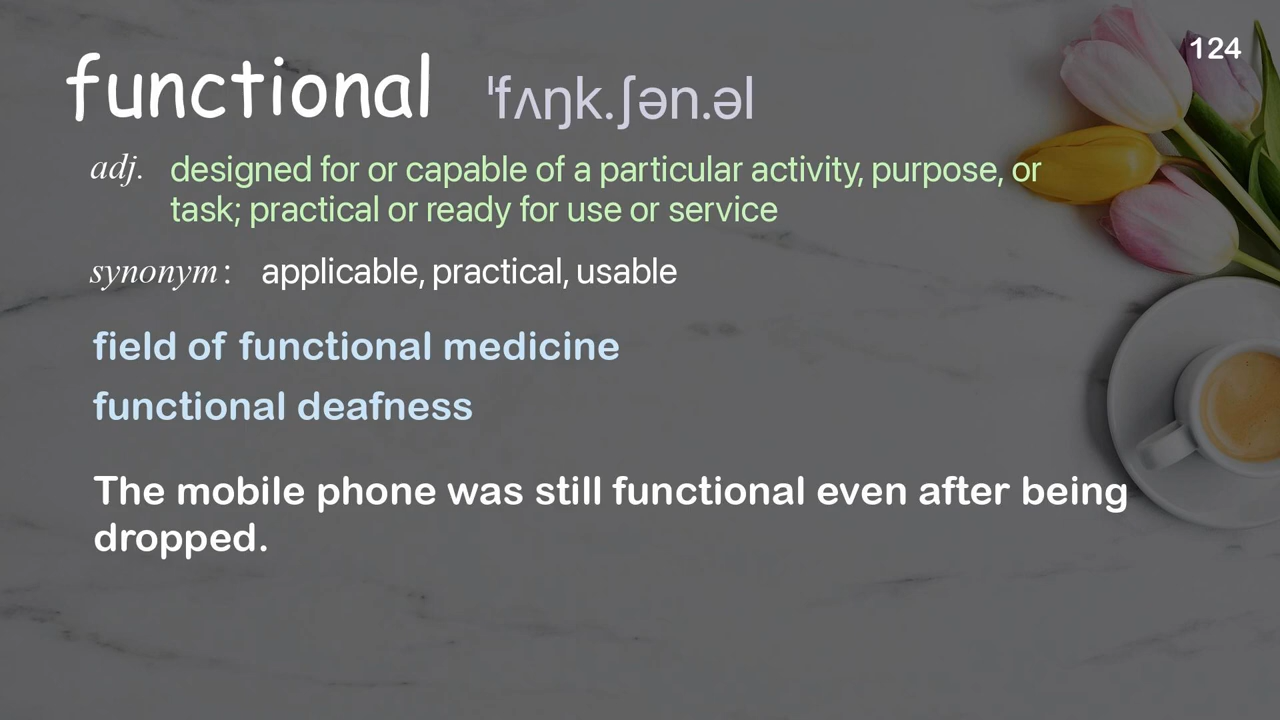 124
functional ˈfʌŋk.ʃən.əl
adj. designed for or capable of a particular activity, purpose, or
task; practical or ready for use or service
synonym: applicable, practical, usable
field of functional medicine
functional deafness
The mobile phone was still functional even after being
dropped.